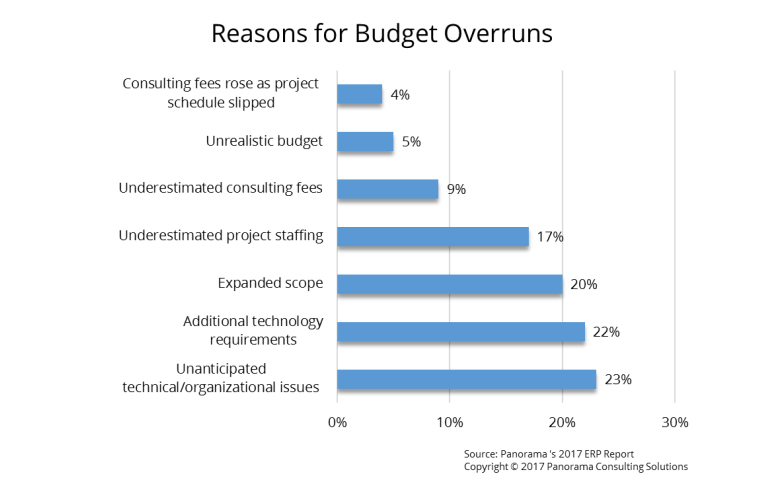 Reasons for Budget Overruns
Consulting fees rose as project
schedule slipped
4%
Unrealistic budget
5%
Underestimated consulting fees
9%
Underestimated project staffing
17%
Expanded scope
20%
Additional technology
requirements
22%
Unanticipated
technical/organizational issues
23%
0% 10% 20% 30%
Source: Panorama 's 2017 ERP Report
Copyright © 2017 Panorama Consulting Solutions